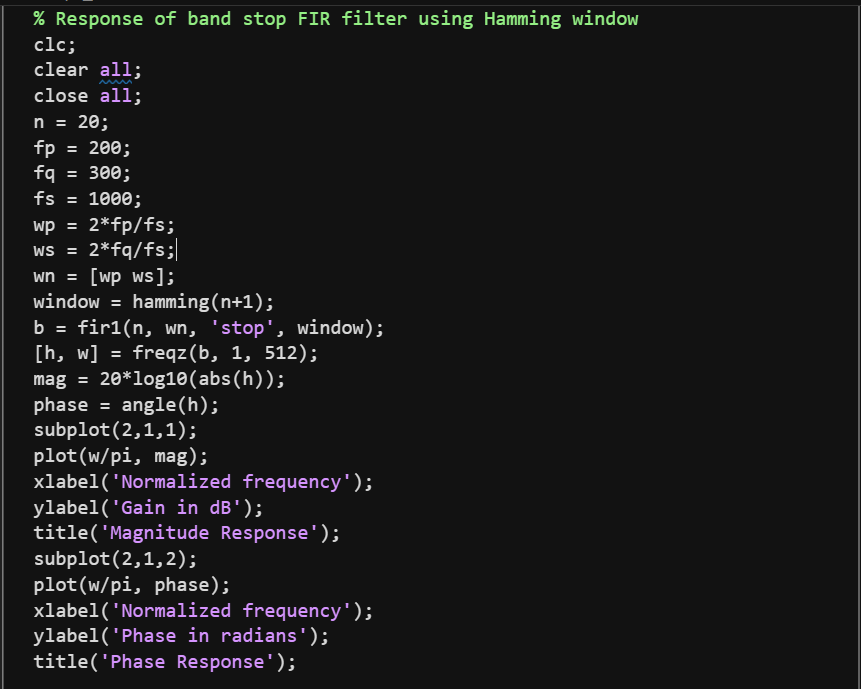 % Response of band stop FIR filter using Hamming window
clc;
clear all;
close all;
n = 20;
fp = 200;
fq = 300;
fs = 1000;
wp = 2*fp/fs;
ws = 2*fq/fs;
wn = [wp ws];
window = hamming(n+1);
b = fir1(n, wn, 'stop', window);
[h, w] = freqz(b, 1, 512);
mag = 20*log10(abs(h));
phase = angle(h);
subplot(2,1,1);
plot(w/pi, mag);
xlabel('Normalized frequency');
ylabel('Gain in dB');
title('Magnitude Response');
subplot(2,1,2);
plot(w/pi, phase);
xlabel('Normalized frequency');
ylabel('Phase in radians');
title('Phase Response');